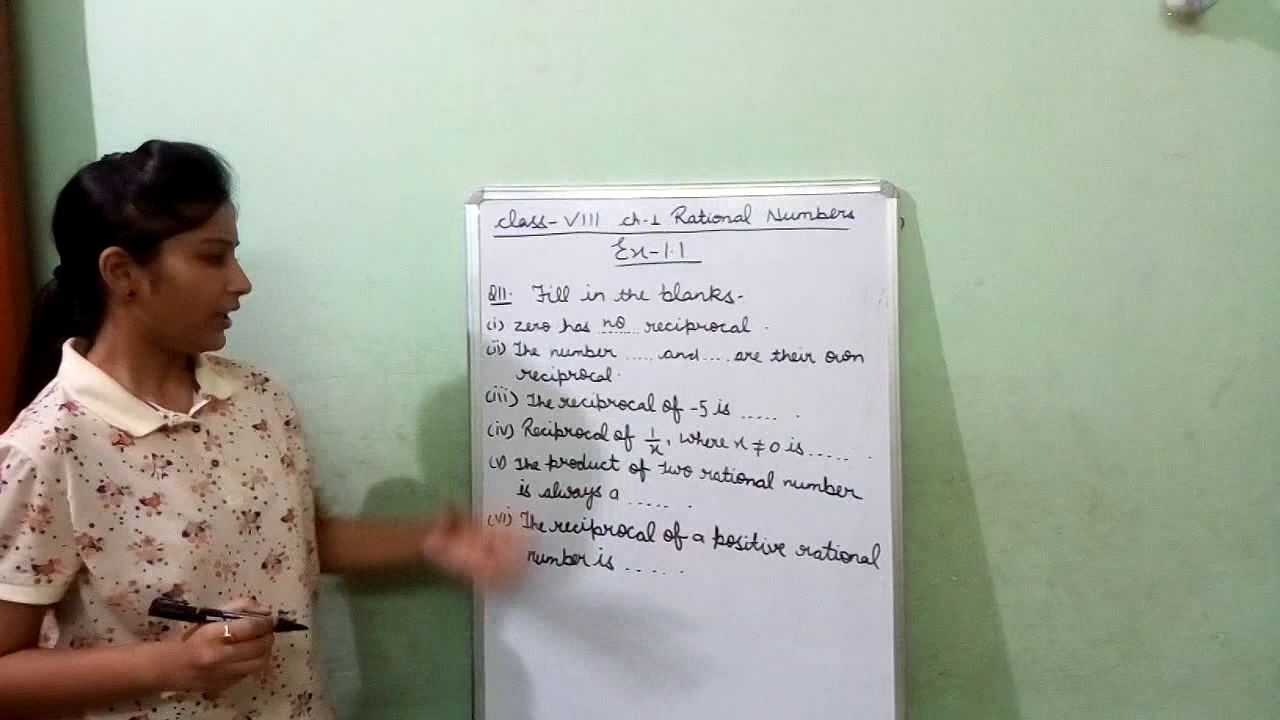 Class-VIII ch-1 Rational Numbers
Ex-1.1
Q11. Fill in the blanks-
(i) zero has no reciprocal.
(ii) The number ..... and .... are their own
reciprocal.
(iii) The reciprocal of -5 is ..... .
(iv) Reciprocal of 1/x, where x ≠ 0 is ..... .
(v) The product of two rational number
is always a ..... .
(vi) The reciprocal of a positive rational
number is ..... .